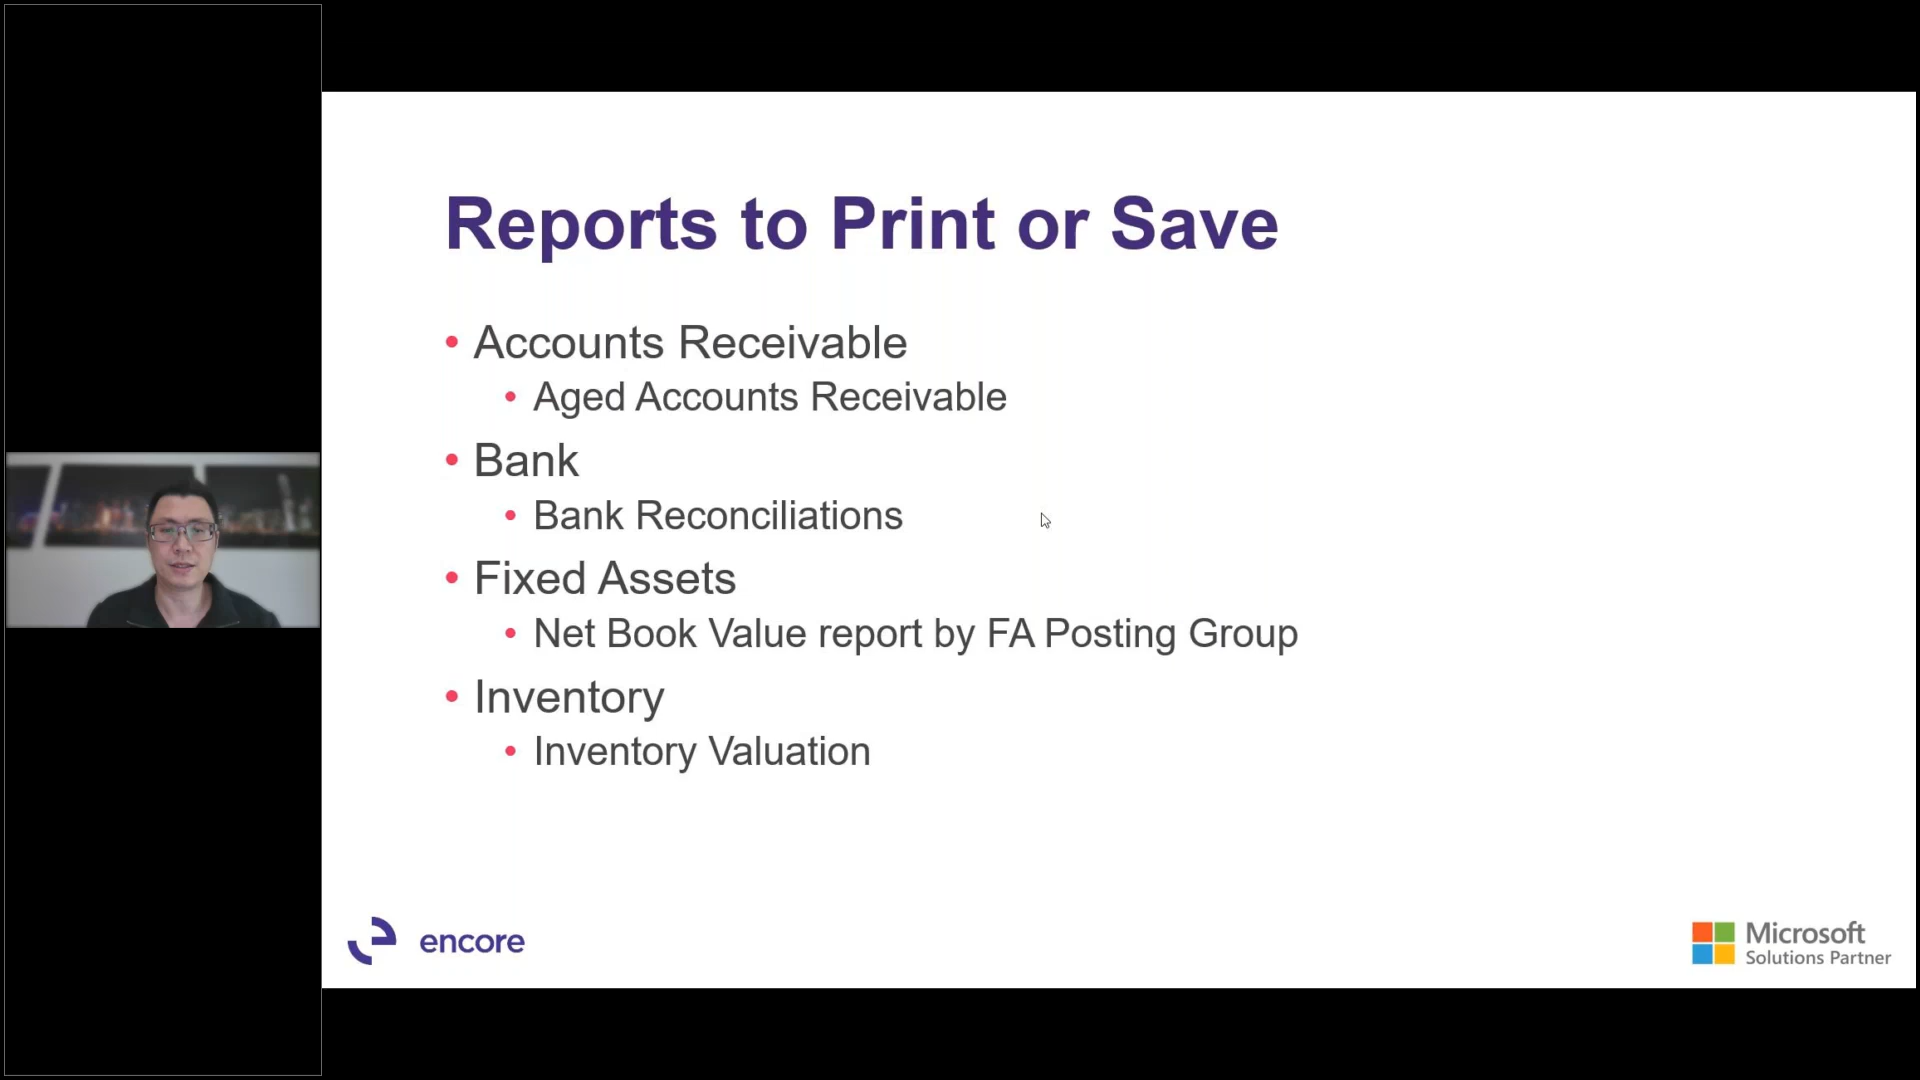 Reports to Print or Save
• Accounts Receivable
• Aged Accounts Receivable
• Bank
• Bank Reconciliations
• Fixed Assets
• Net Book Value report by FA Posting Group
• Inventory
• Inventory Valuation
encore
Microsoft
Solutions Partner